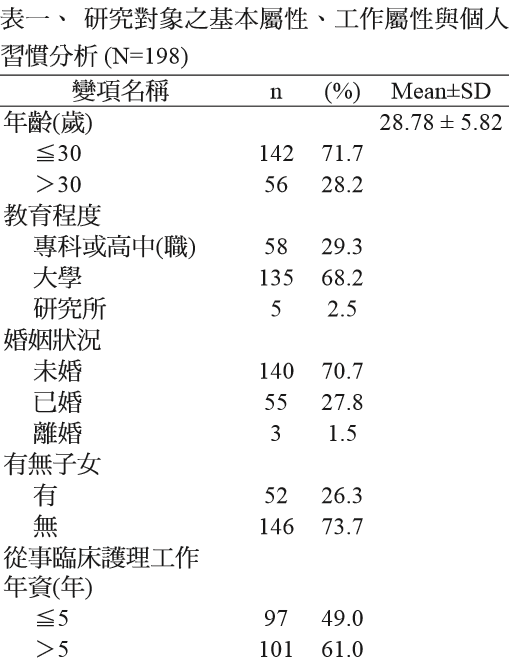 表一、 研究對象之基本屬性、工作屬性與個人
習慣分析 (N=198)
變項名稱 n (%) Mean±SD
年齡(歲) 28.78 ± 5.82
≦30 142 71.7
＞30 56 28.2
教育程度
專科或高中(職) 58 29.3
大學 135 68.2
研究所 5 2.5
婚姻狀況
未婚 140 70.7
已婚 55 27.8
離婚 3 1.5
有無子女
有 52 26.3
無 146 73.7
從事臨床護理工作
年資(年)
≦5 97 49.0
＞5 101 61.0